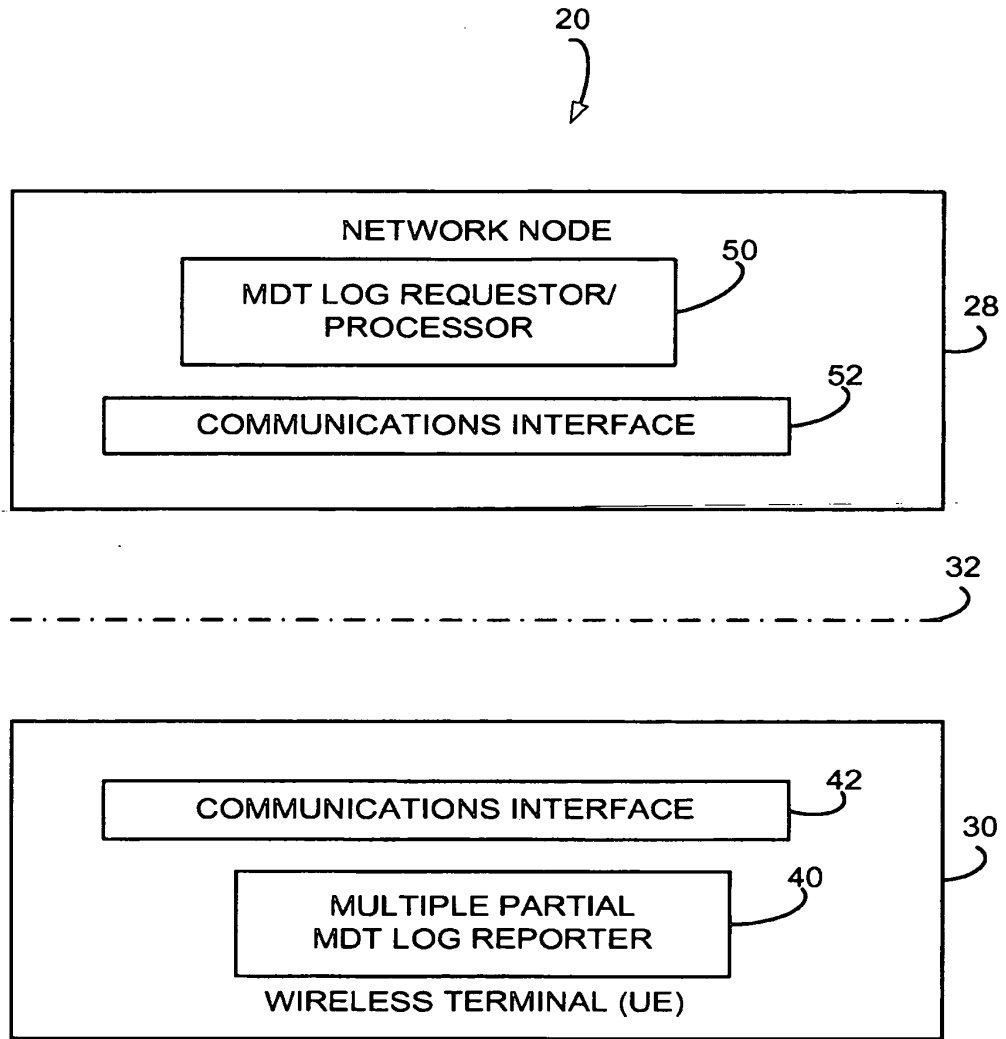 20
NETWORK NODE
50
MDT LOG REQUESTOR/
PROCESSOR
28
52
COMMUNICATIONS INTERFACE
32
COMMUNICATIONS INTERFACE
42
30
40
MULTIPLE PARTIAL
MDT LOG REPORTER
WIRELESS TERMINAL (UE)